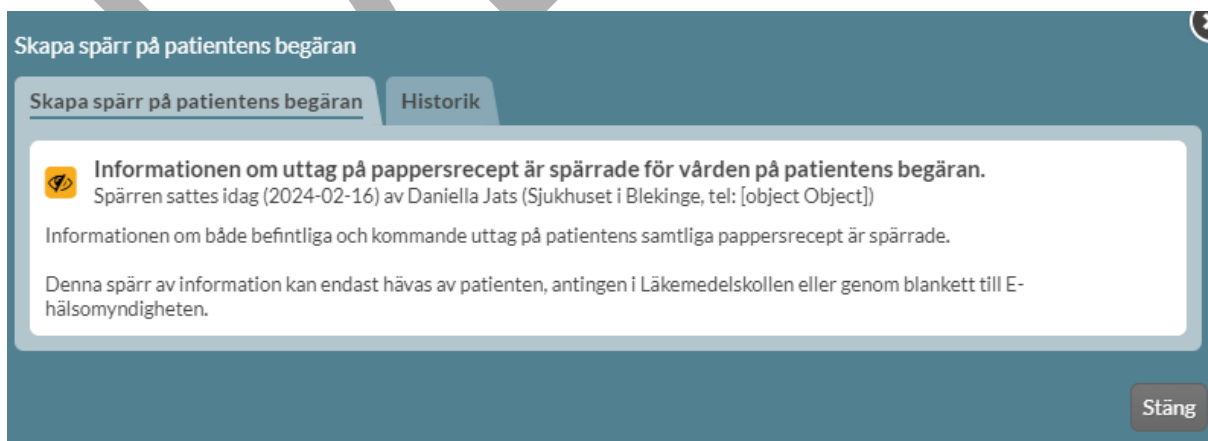 Skapa spärr på patientens begäran
Skapa spärr på patientens begäran Historik
Informationen om uttag på pappersrecept är spärrade för vården på patientens begäran.
Spärren sattes idag (2024-02-16) av Daniella Jats (Sjukhuset i Blekinge, tel: [object Object])
Informationen om både befintliga och kommande uttag på patientens samtliga pappersrecept är spärrade.
Denna spärr av information kan endast hävas av patienten, antingen i Läkemedelskollen eller genom blankett till E-
hälsomyndigheten.
Stäng